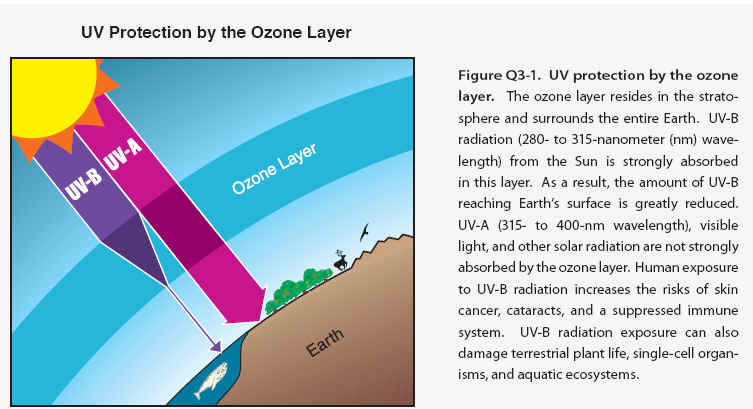 UV Protection by the Ozone Layer
UV-B
UV-A
Ozone Layer
Earth
Figure Q3-1. UV protection by the ozone
layer. The ozone layer resides in the strato-
sphere and surrounds the entire Earth. UV-B
radiation (280- to 315-nanometer (nm) wave-
length) from the Sun is strongly absorbed
in this layer. As a result, the amount of UV-B
reaching Earth's surface is greatly reduced.
UV-A (315- to 400-nm wavelength), visible
light, and other solar radiation are not strongly
absorbed by the ozone layer. Human exposure
to UV-B radiation increases the risks of skin
cancer, cataracts, and a suppressed immune
system. UV-B radiation exposure can also
damage terrestrial plant life, single-cell organ-
isms, and aquatic ecosystems.